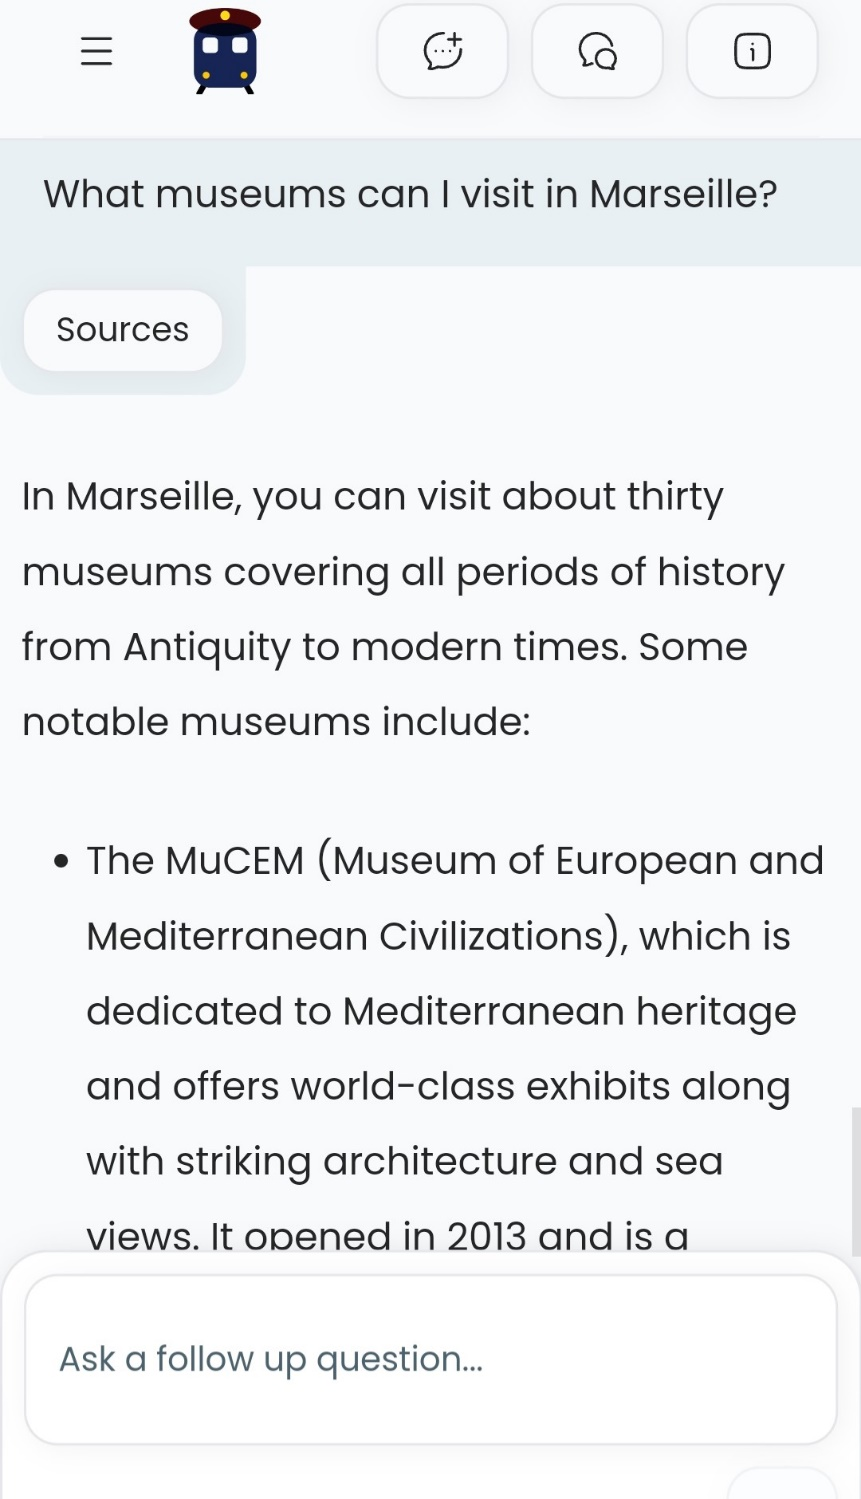 What museums can I visit in Marseille?
Sources
In Marseille, you can visit about thirty
museums covering all periods of history
from Antiquity to modern times. Some
notable museums include:
• The MuCEM (Museum of European and
Mediterranean Civilizations), which is
dedicated to Mediterranean heritage
and offers world-class exhibits along
with striking architecture and sea
views. It opened in 2013 and is a
Ask a follow up question...